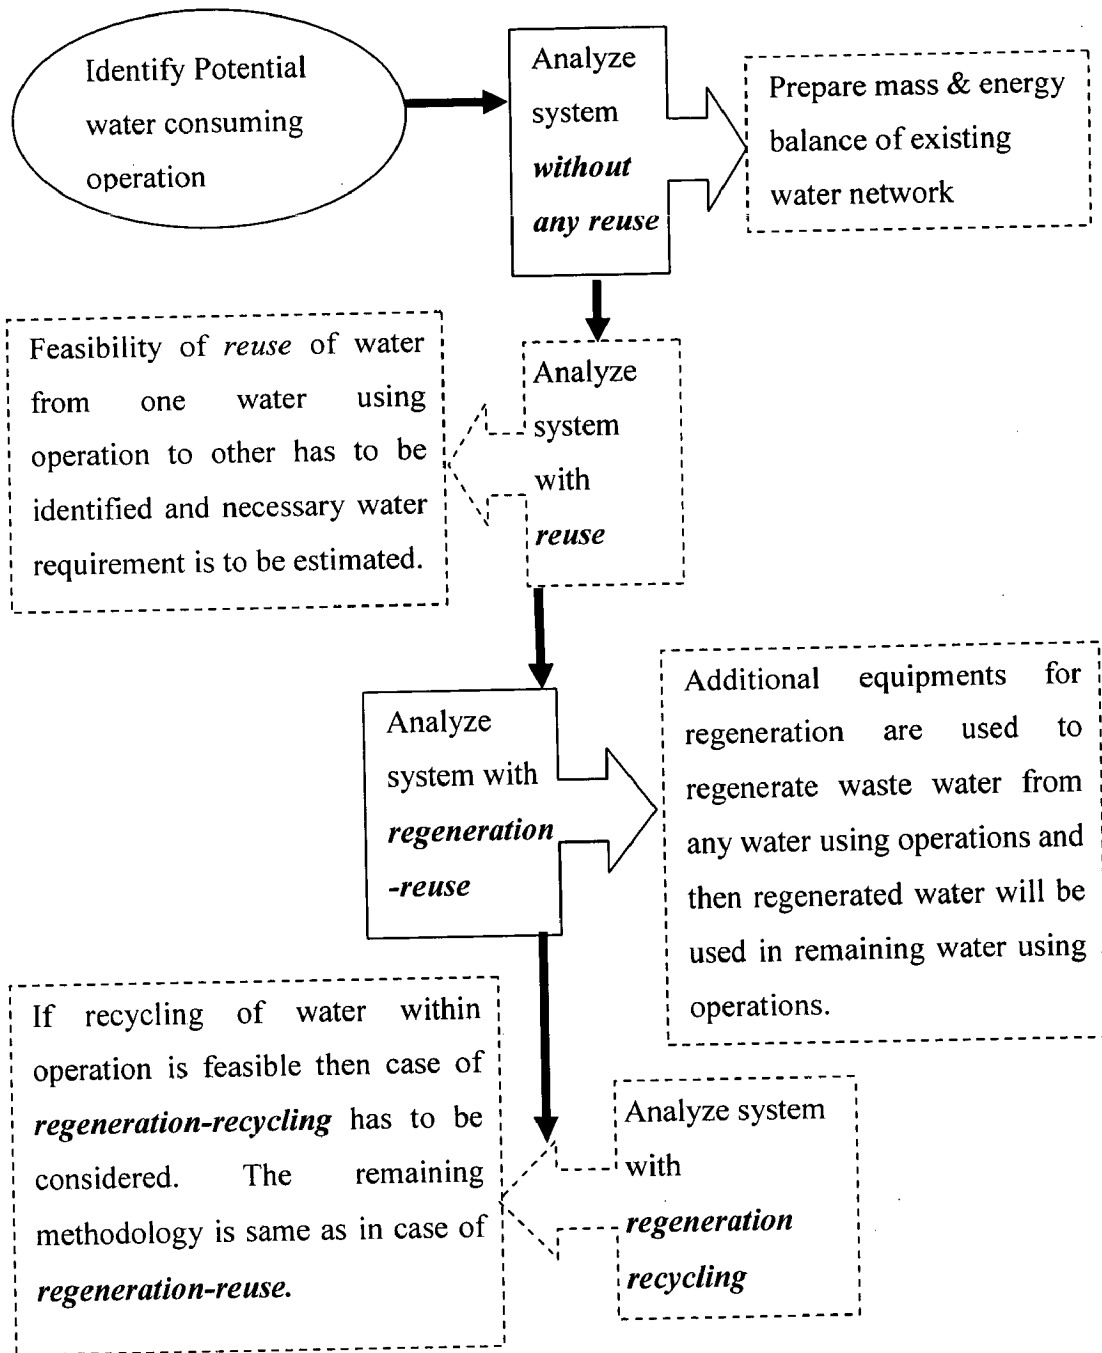 Identify Potential
water consuming
operation
Analyze
system
without
any reuse
Prepare mass & energy
balance of existing
water network
Feasibility of reuse of water
from one water using
operation to other has to be
identified and necessary water
requirement is to be estimated.
Analyze
system
with
reuse
Analyze
system with
regeneration
-reuse
Additional equipments for
regeneration are used to
regenerate waste water from
any water using operations and
then regenerated water will be
used in remaining water using
operations.
If recycling of water within
operation is feasible then case of
regeneration-recycling has to be
considered. The remaining
methodology is same as in case of
regeneration-reuse.
Analyze system
with
regeneration
recycling